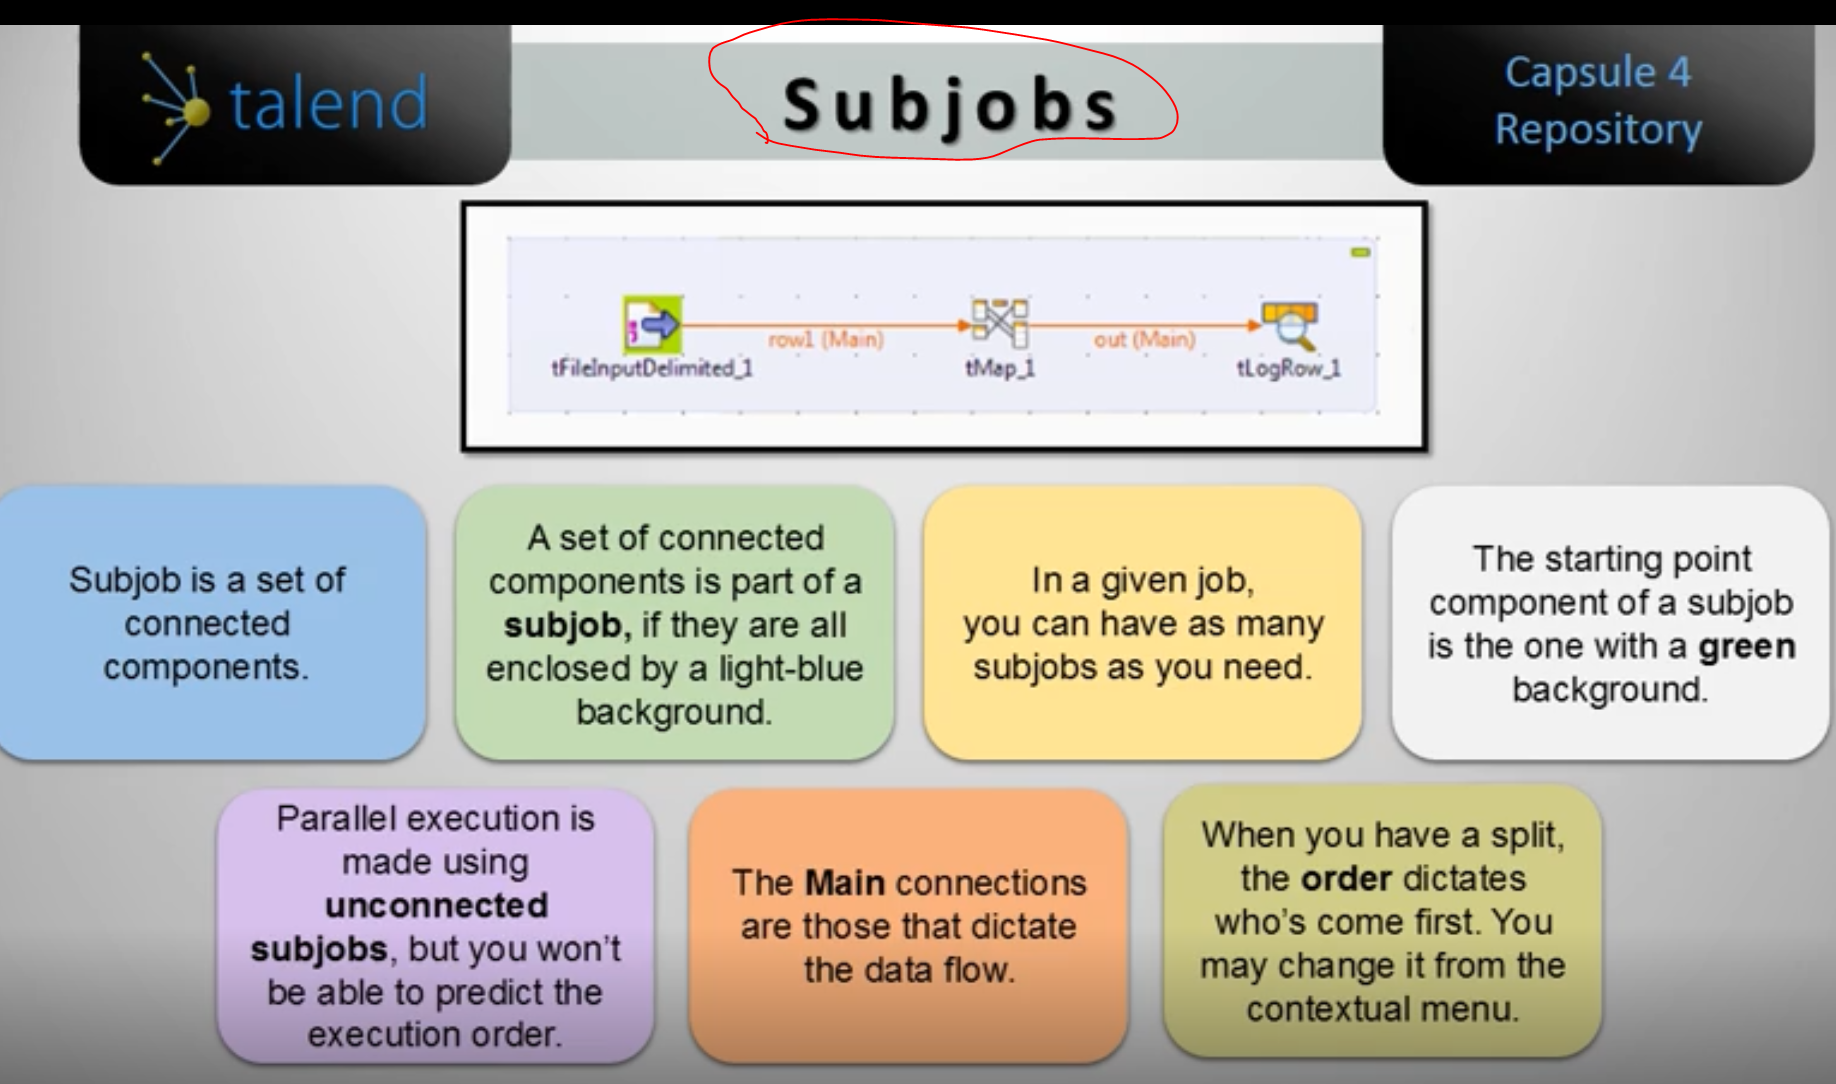 talend
Subjobs
Capsule 4
Repository
row1 (Main)
out (Main)
tFileInputDelimited_1
tMap_1
tLogRow_1
Subjob is a set of
connected
components.
A set of connected
components is part of a
subjob, if they are all
enclosed by a light-blue
background.
In a given job,
you can have as many
subjobs as you need.
The starting point
component of a subjob
is the one with a green
background.
Parallel execution is
made using
unconnected
subjobs, but you won't
be able to predict the
execution order.
The Main connections
are those that dictate
the data flow.
When you have a split,
the order dictates
who's come first. You
may change it from the
contextual menu.